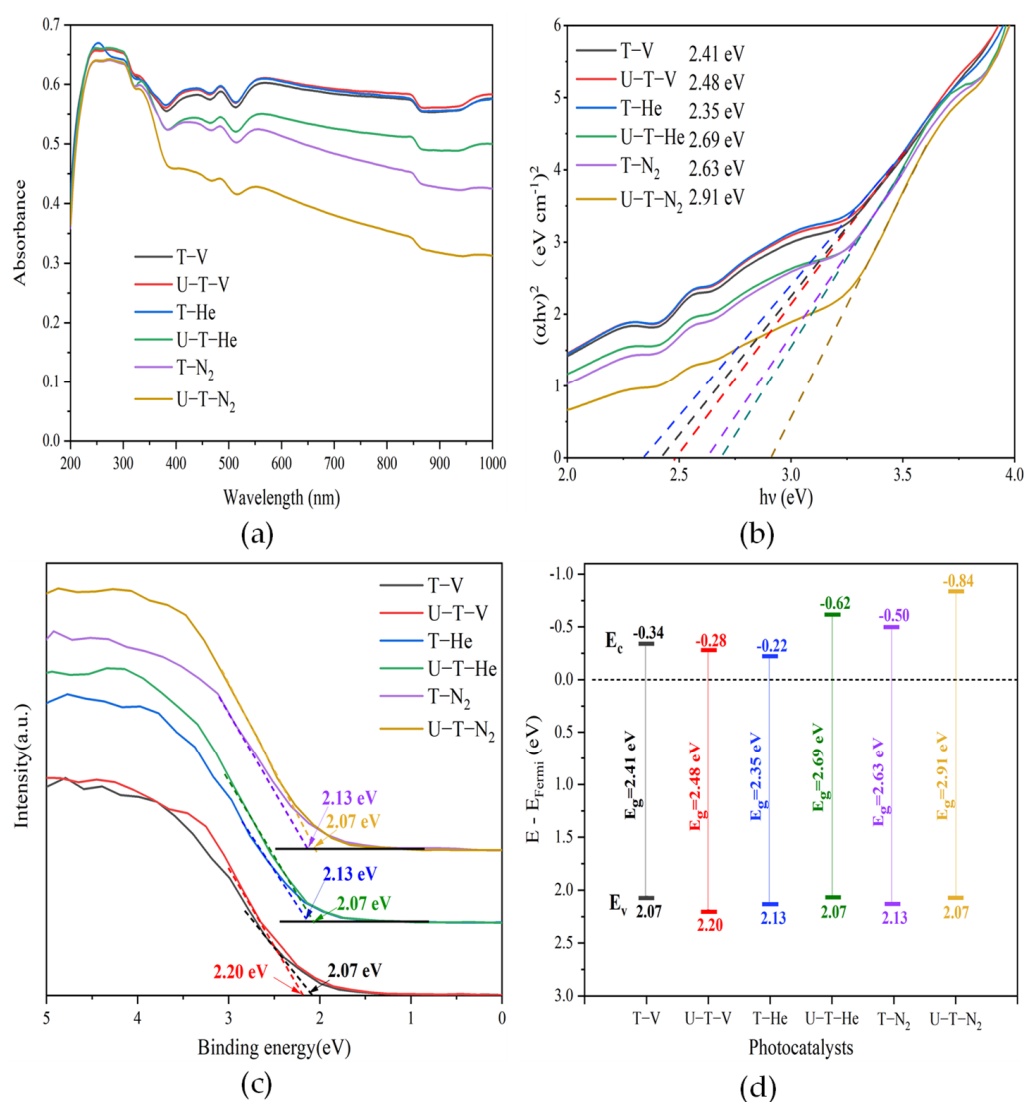 0.7
0.6
0.5
0.4
0.3
0.2
0.1
0.0
Absorbance
T−V
U−T−V
T−He
U−T−He
T−N₂
U−T−N₂
200 300 400 500 600 700 800 900 1000
Wavelength (nm)
(a)
6
5
4
3
2
1
0
(αhν)² (eV cm⁻¹)²
T−V 2.41 eV
U−T−V 2.48 eV
T−He 2.35 eV
U−T−He 2.69 eV
T−N₂ 2.63 eV
U−T−N₂ 2.91 eV
2.0 2.5 3.0 3.5 4.0
hν (eV)
(b)
Intensity(a.u.)
T−V
U−T−V
T−He
U−T−He
T−N₂
U−T−N₂
2.13 eV
2.07 eV
2.13 eV
2.07 eV
2.20 eV 2.07 eV
5 4 3 2 1 0
Binding energy(eV)
(c)
-1.0
-0.5
0.0
0.5
1.0
1.5
2.0
2.5
3.0
E - E_Fermi (eV)
E_c
-0.34 -0.28 -0.22 -0.62 -0.50 -0.84
E_g=2.41 eV
E_g=2.48 eV
E_g=2.35 eV
E_g=2.69 eV
E_g=2.63 eV
E_g=2.91 eV
E_v
2.07 2.20 2.13 2.07 2.13 2.07
T−V U−T−V T−He U−T−He T−N₂ U−T−N₂
Photocatalysts
(d)